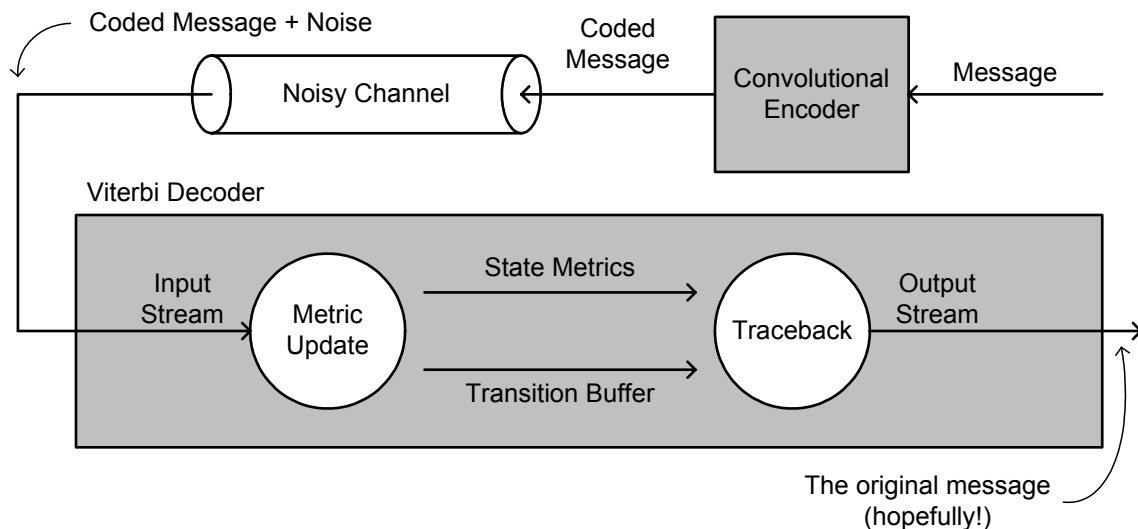 Coded Message + Noise
Noisy Channel
Coded
Message
Convolutional
Encoder
Message
Viterbi Decoder
Input
Stream
Metric
Update
State Metrics
Transition Buffer
Traceback
Output
Stream
The original message
(hopefully!)